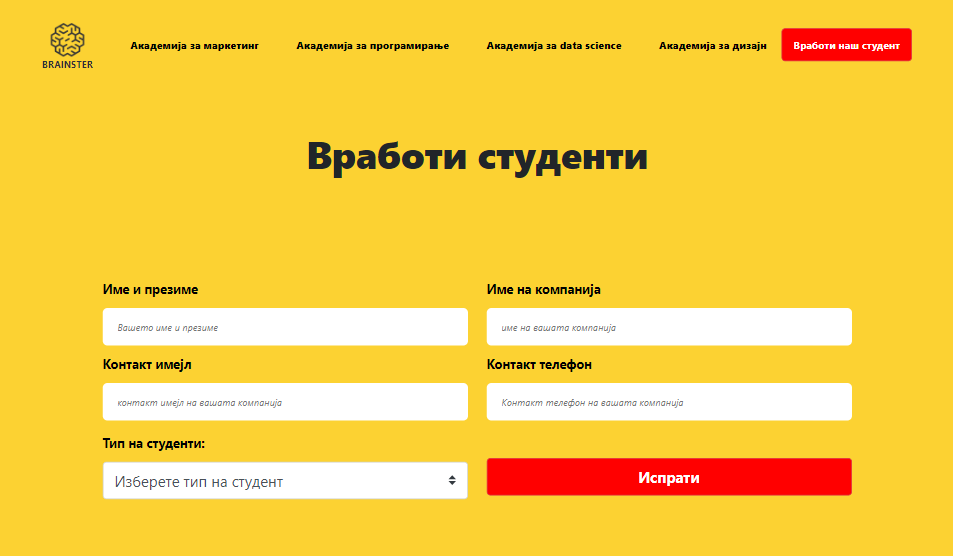 BRAINSTER
Академија за маркетинг
Академија за програмирање
Академија за data science
Академија за дизајн
Вработи наш студент
Вработи студенти
Име и презиме
Име на компанија
Вашето име и презиме
име на вашата компанија
Контакт имејл
Контакт телефон
контакт имејл на вашата компанија
Контакт телефон на вашата компанија
Тип на студенти:
Изберете тип на студент
Испрати